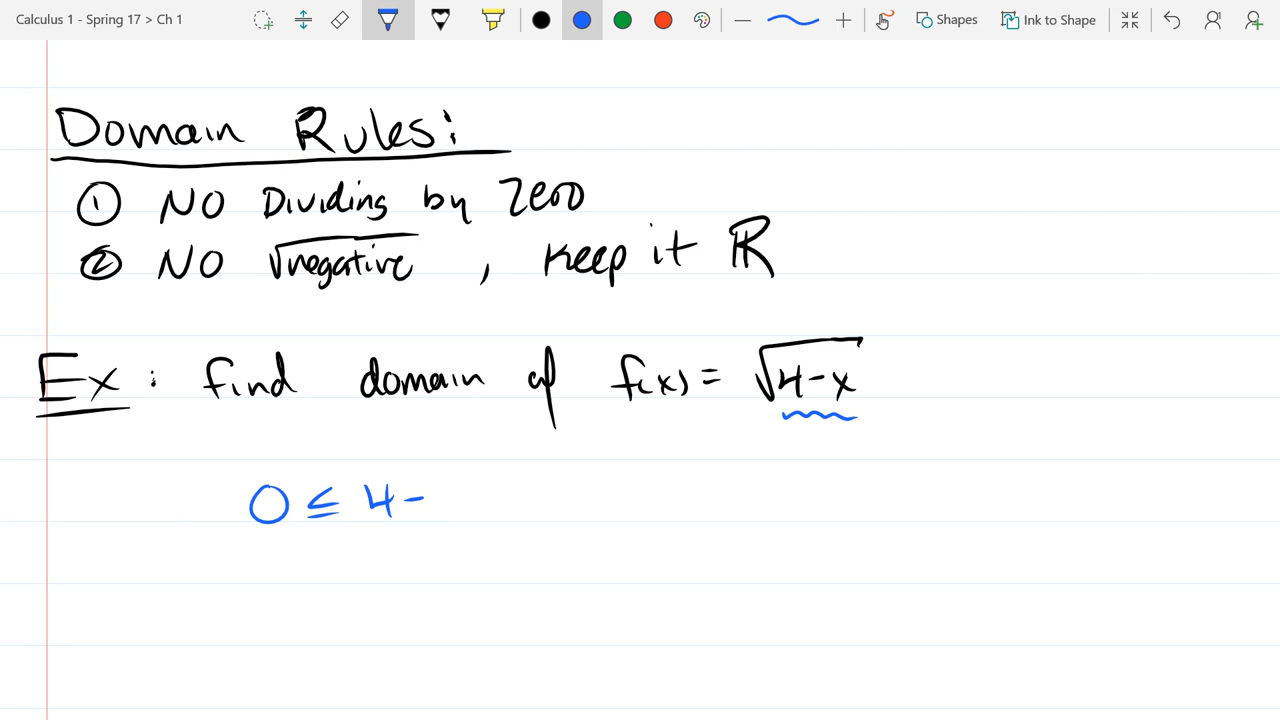 Calculus 1 - Spring 17 > Ch 1 Shapes Ink to Shape
Domain Rules:
① NO Dividing by Zero
② NO √negative , Keep it ℝ
Ex: find domain of f(x) = √4-x
0 ≤ 4 -